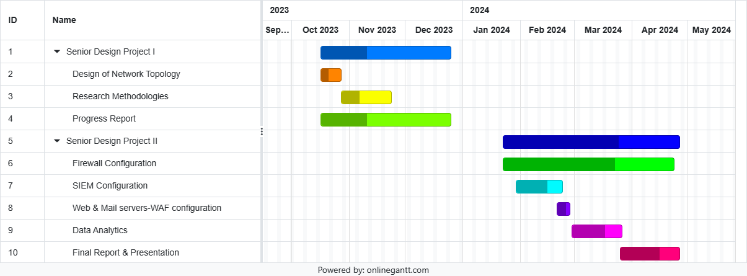 2023 2024
ID Name Sep... Oct 2023 Nov 2023 Dec 2023 Jan 2024 Feb 2024 Mar 2024 Apr 2024 May 2024
1 Senior Design Project I
2 Design of Network Topology
3 Research Methodologies
4 Progress Report
5 Senior Design Project II
6 Firewall Configuration
7 SIEM Configuration
8 Web & Mail servers-WAF configuration
9 Data Analytics
10 Final Report & Presentation
Powered by: onlinegantt.com